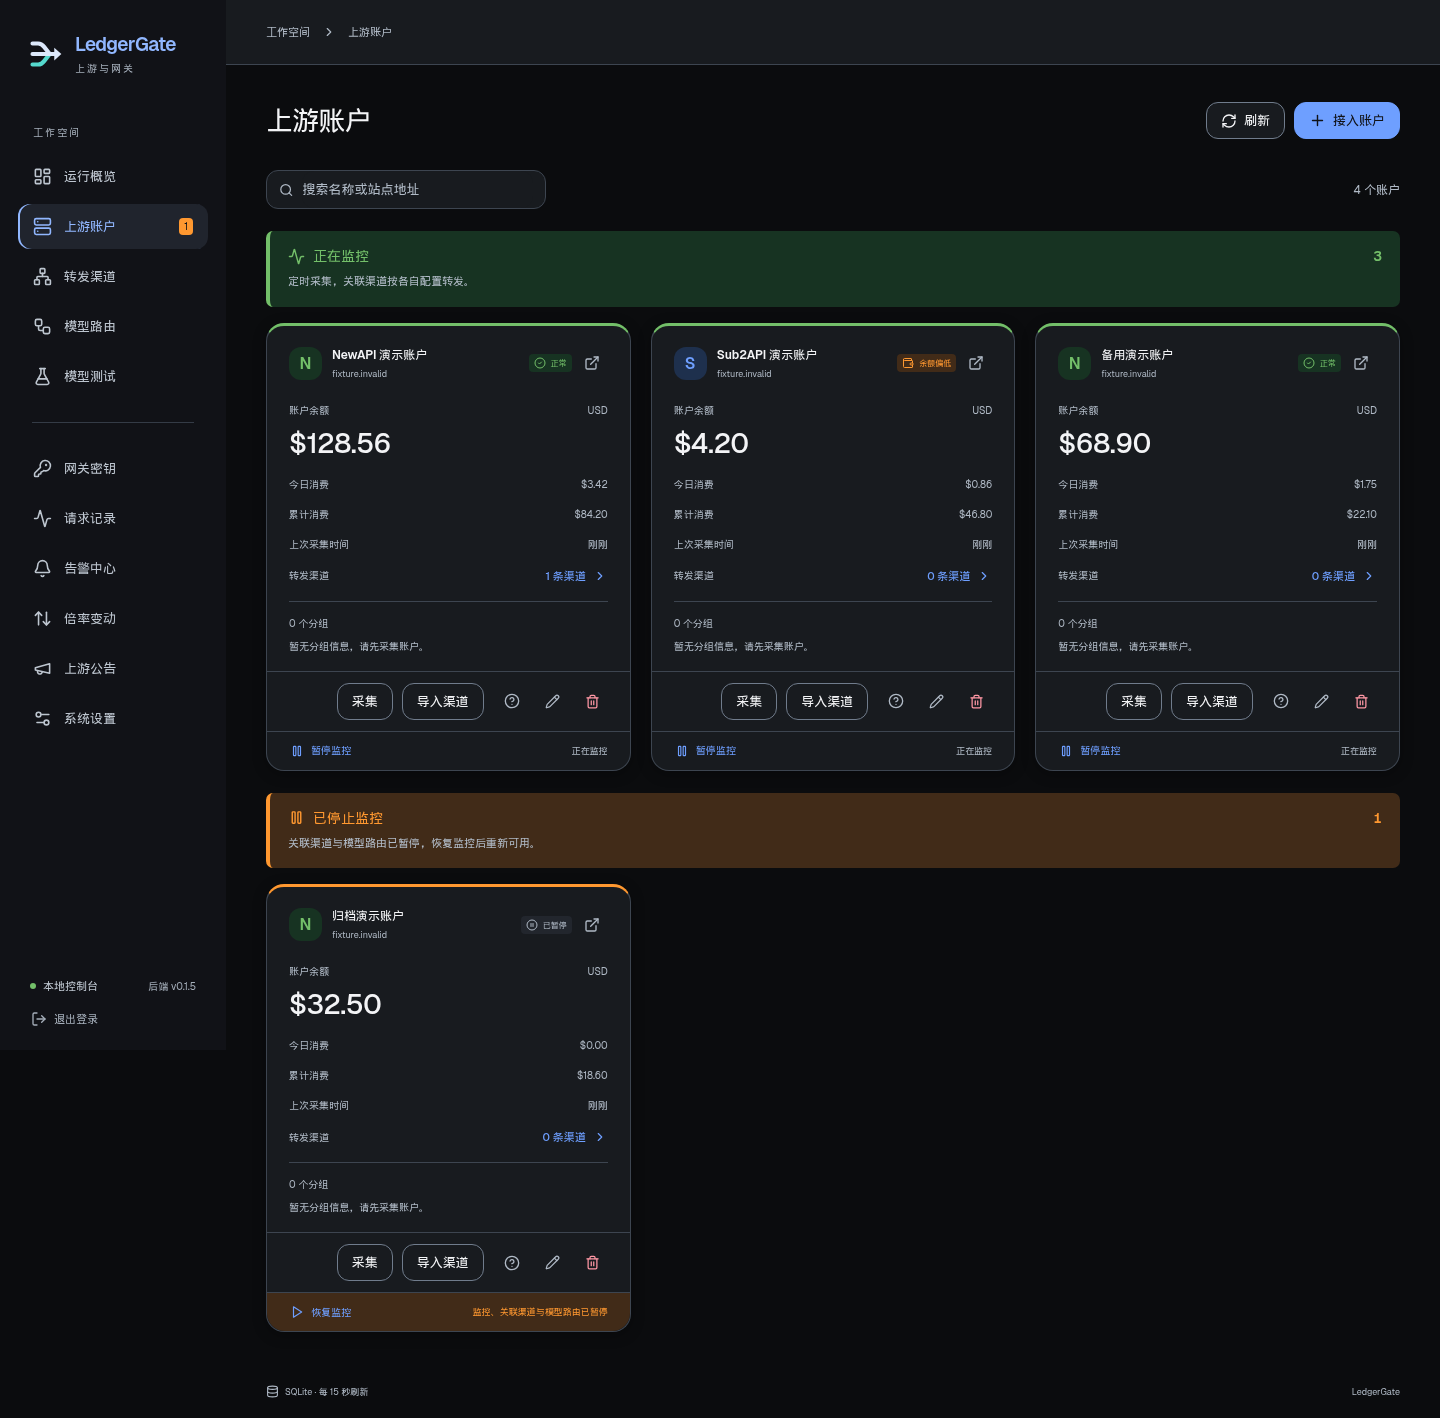 LedgerGate
上游与网关
工作空间
运行概览
上游账户
1
转发渠道
模型路由
模型测试
网关密钥
请求记录
告警中心
倍率变动
上游公告
系统设置
本地控制台
后端 v0.1.5
退出登录
工作空间
上游账户
上游账户
刷新
接入账户
搜索名称或站点地址
4 个账户
正在监控
3
定时采集，关联渠道按各自配置转发。
N
NewAPI 演示账户
fixture.invalid
正常
账户余额
USD
$128.56
今日消费
$3.42
累计消费
$84.20
上次采集时间
刚刚
转发渠道
1 条渠道
0 个分组
暂无分组信息，请先采集账户。
采集
导入渠道
暂停监控
正在监控
S
Sub2API 演示账户
fixture.invalid
余额偏低
账户余额
USD
$4.20
今日消费
$0.86
累计消费
$46.80
上次采集时间
刚刚
转发渠道
0 条渠道
0 个分组
暂无分组信息，请先采集账户。
采集
导入渠道
暂停监控
正在监控
N
备用演示账户
fixture.invalid
正常
账户余额
USD
$68.90
今日消费
$1.75
累计消费
$22.10
上次采集时间
刚刚
转发渠道
0 条渠道
0 个分组
暂无分组信息，请先采集账户。
采集
导入渠道
暂停监控
正在监控
已停止监控
1
关联渠道与模型路由已暂停，恢复监控后重新可用。
N
归档演示账户
fixture.invalid
已暂停
账户余额
USD
$32.50
今日消费
$0.00
累计消费
$18.60
上次采集时间
刚刚
转发渠道
0 条渠道
0 个分组
暂无分组信息，请先采集账户。
采集
导入渠道
恢复监控
监控、关联渠道与模型路由已暂停
SQLite · 每 15 秒刷新
LedgerGate